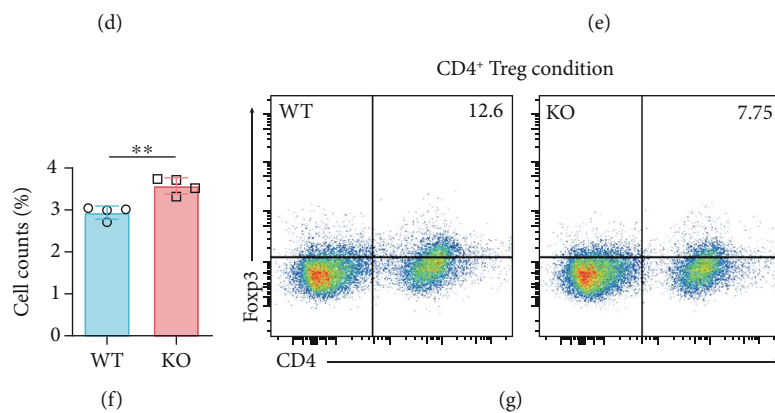 (d)
(e)
CD4⁺ Treg condition
WT
12.6
KO
7.75
Foxp3
CD4
(g)
**
4
3
2
1
0
Cell counts (%)
WT
KO
(f)